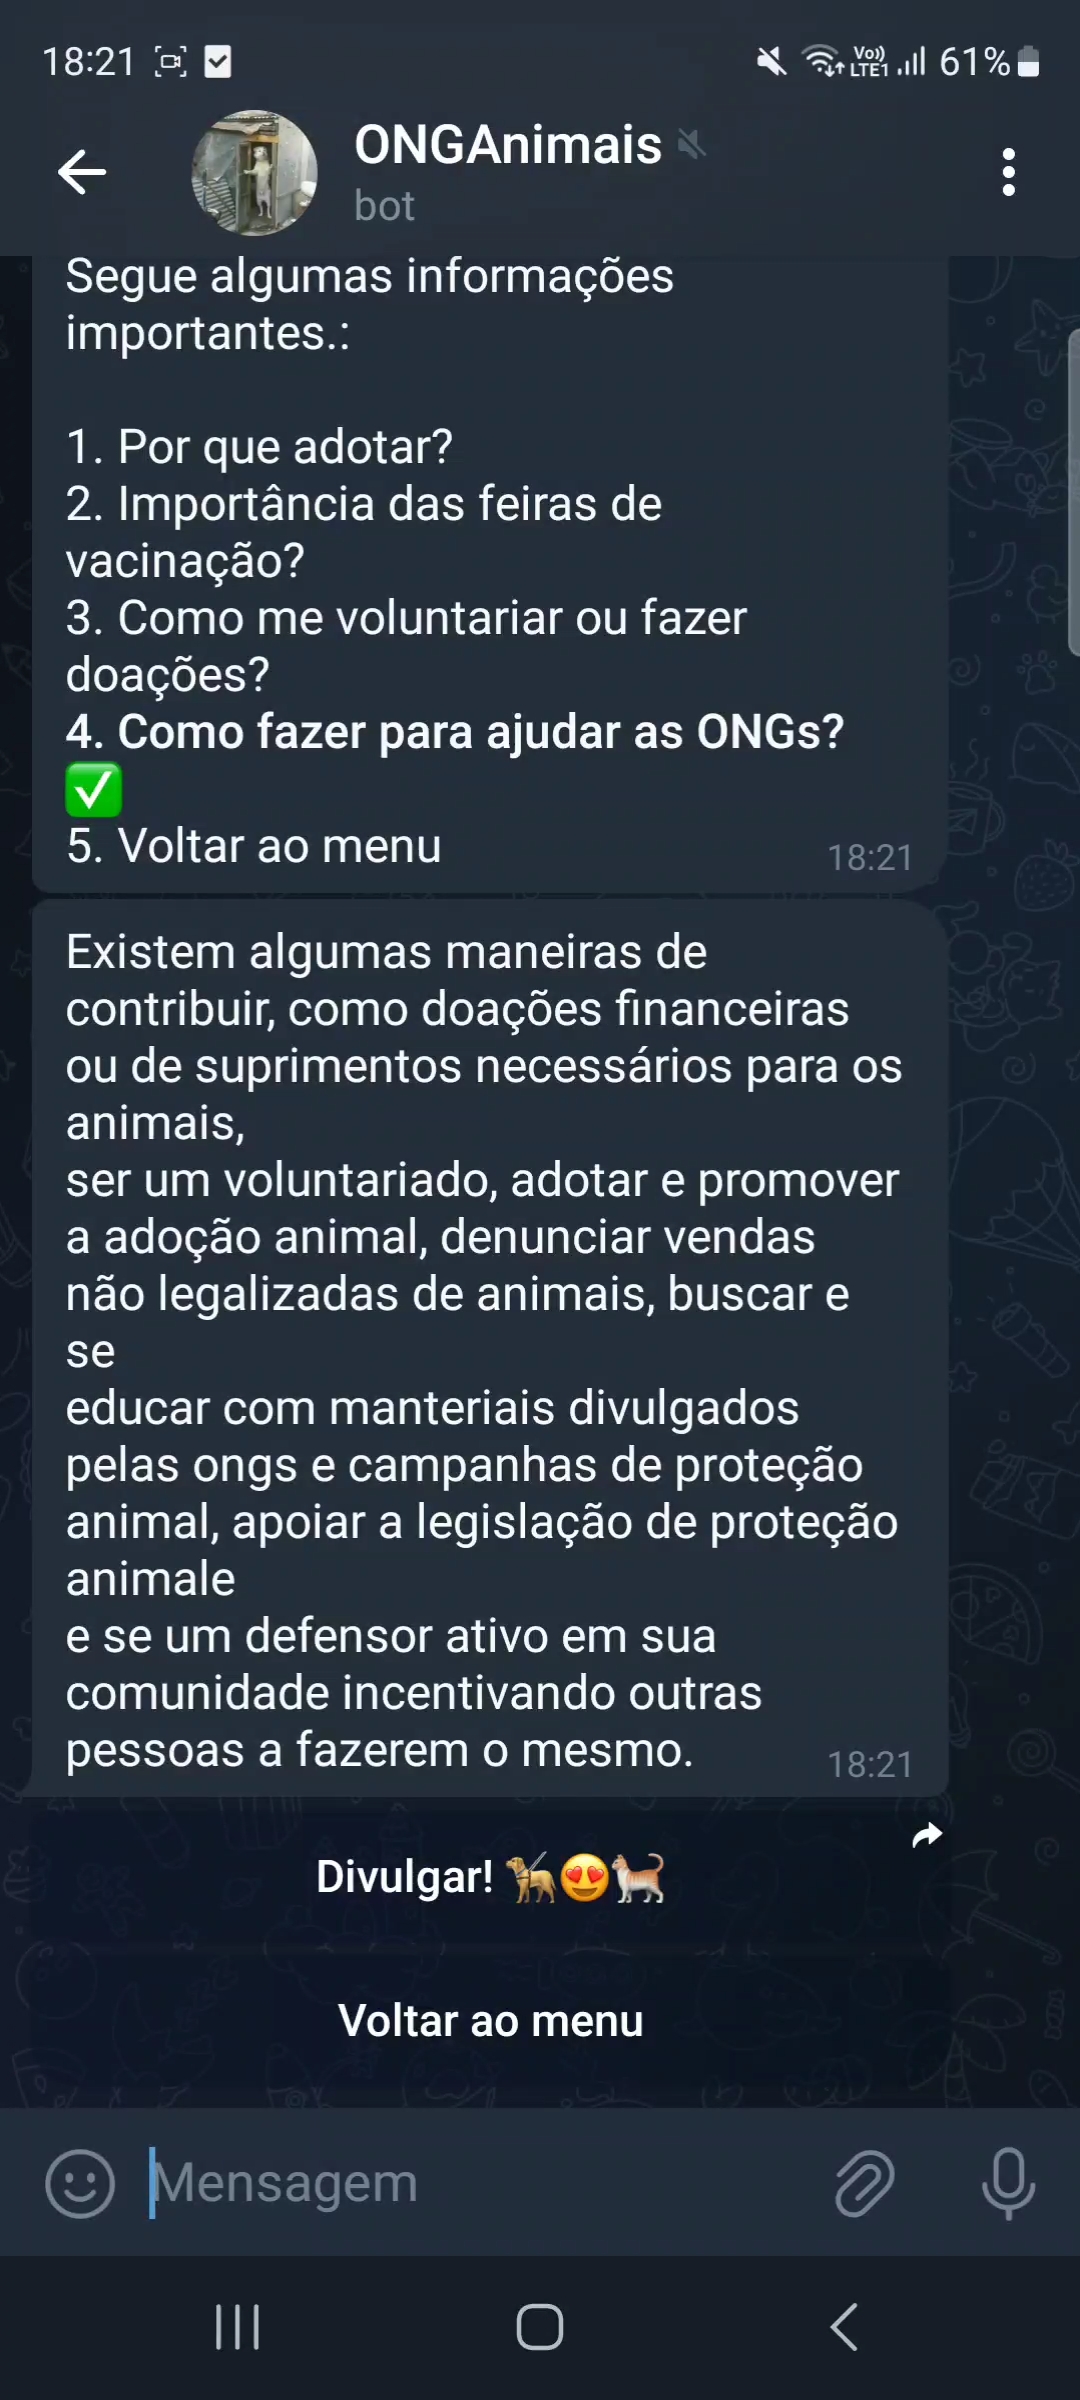 18:21
Vo))
LTE1
61%
ONGAnimais
bot
Segue algumas informações
importantes.:
1. Por que adotar?
2. Importância das feiras de
vacinação?
3. Como me voluntariar ou fazer
doações?
4. Como fazer para ajudar as ONGs?
✅
5. Voltar ao menu
18:21
Existem algumas maneiras de
contribuir, como doações financeiras
ou de suprimentos necessários para os
animais,
ser um voluntariado, adotar e promover
a adoção animal, denunciar vendas
não legalizadas de animais, buscar e
se
educar com manteriais divulgados
pelas ongs e campanhas de proteção
animal, apoiar a legislação de proteção
animale
e se um defensor ativo em sua
comunidade incentivando outras
pessoas a fazerem o mesmo.
18:21
Divulgar! 🦮😍🐈
Voltar ao menu
Mensagem